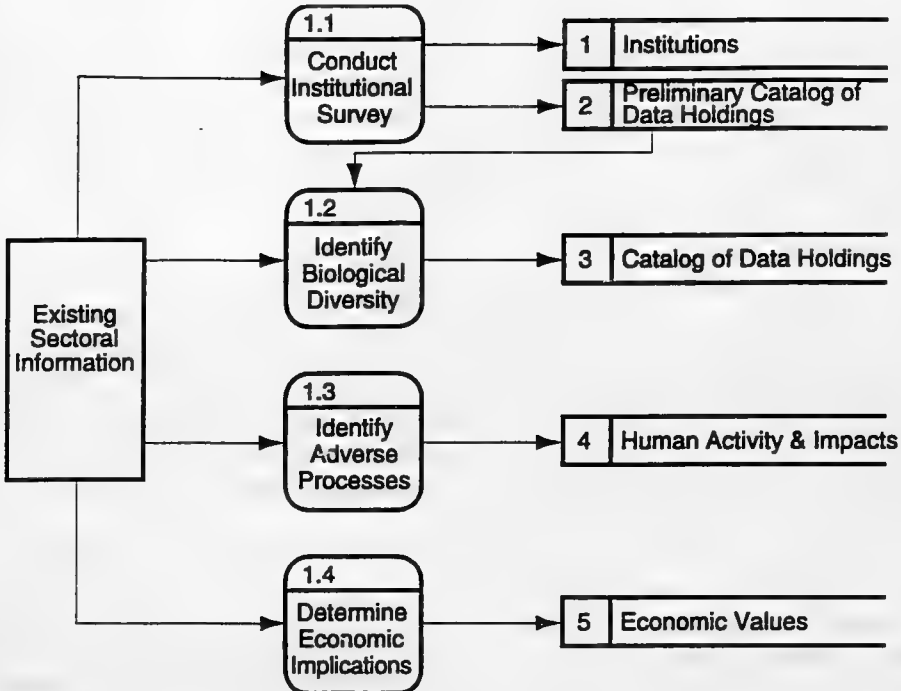 1.1
Conduct
Institutional
Survey
1 Institutions
2 Preliminary Catalog of
Data Holdings
1.2
Identify
Biological
Diversity
3 Catalog of Data Holdings
Existing
Sectoral
Information
1.3
Identify
Adverse
Processes
4 Human Activity & Impacts
1.4
Determine
Economic
Implications
5 Economic Values